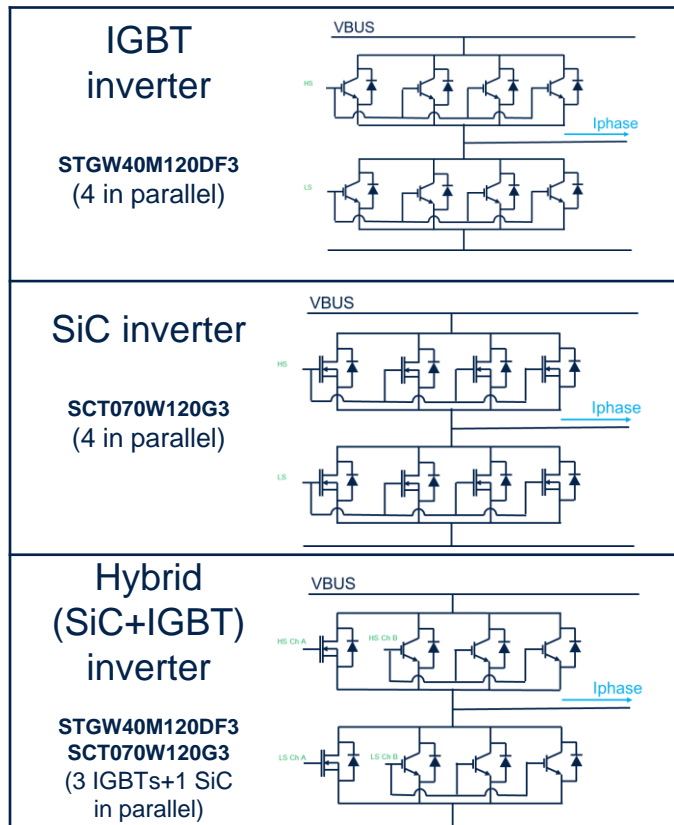 IGBT
inverter
STGW40M120DF3
(4 in parallel)
VBUS
HS
Iphase
LS
SiC inverter
SCT070W120G3
(4 in parallel)
VBUS
HS
Iphase
LS
Hybrid
(SiC+IGBT)
inverter
STGW40M120DF3
SCT070W120G3
(3 IGBTs+1 SiC
in parallel)
VBUS
HS Ch A
HS Ch B
Iphase
LS Ch A
LS Ch B